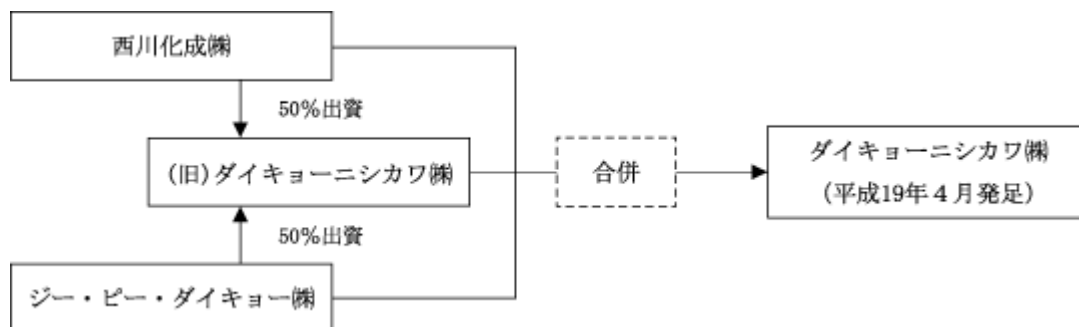 西川化成㈱
50%出資
(旧)ダイキョーニシカワ㈱
合併
ダイキョーニシカワ㈱
(平成19年4月発足)
50%出資
ジー・ピー・ダイキョー㈱